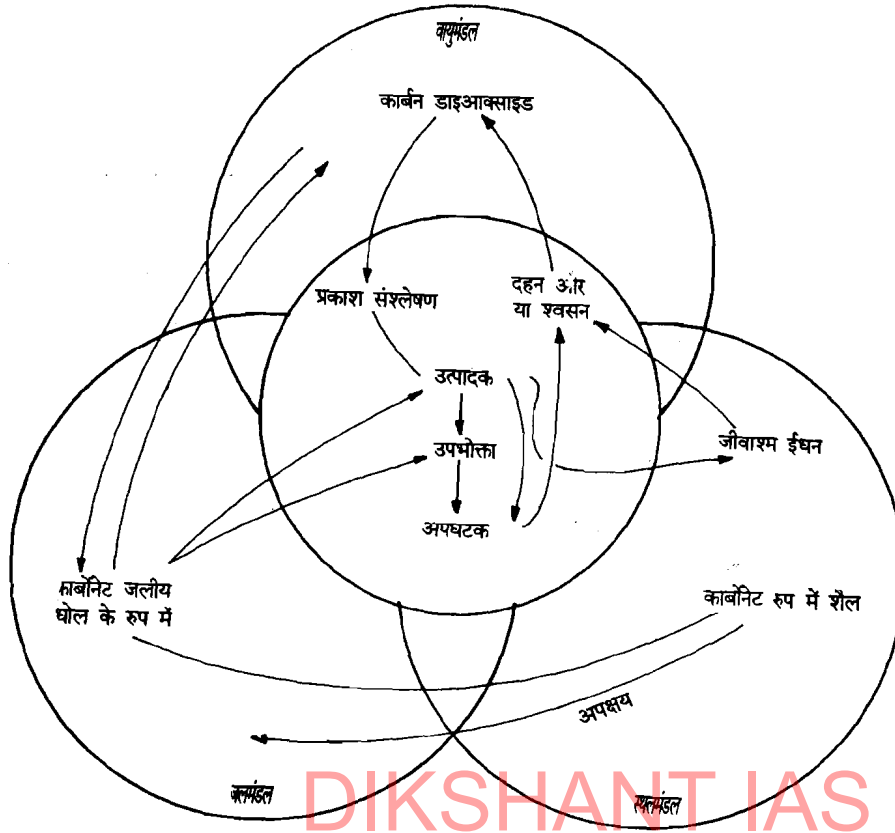 वायुमंडल
कार्बन डाइआक्साइड
प्रकाश संश्लेषण
दहन और
या श्वसन
उत्पादक
उपभोक्ता
अपघटक
जीवाश्म ईधन
कार्बोनेट जलीय
घोल के रुप में
कार्बोनेट रुप में शैल
अपक्षय
जलमंडल
स्थलमंडल
DIKSHANT IAS